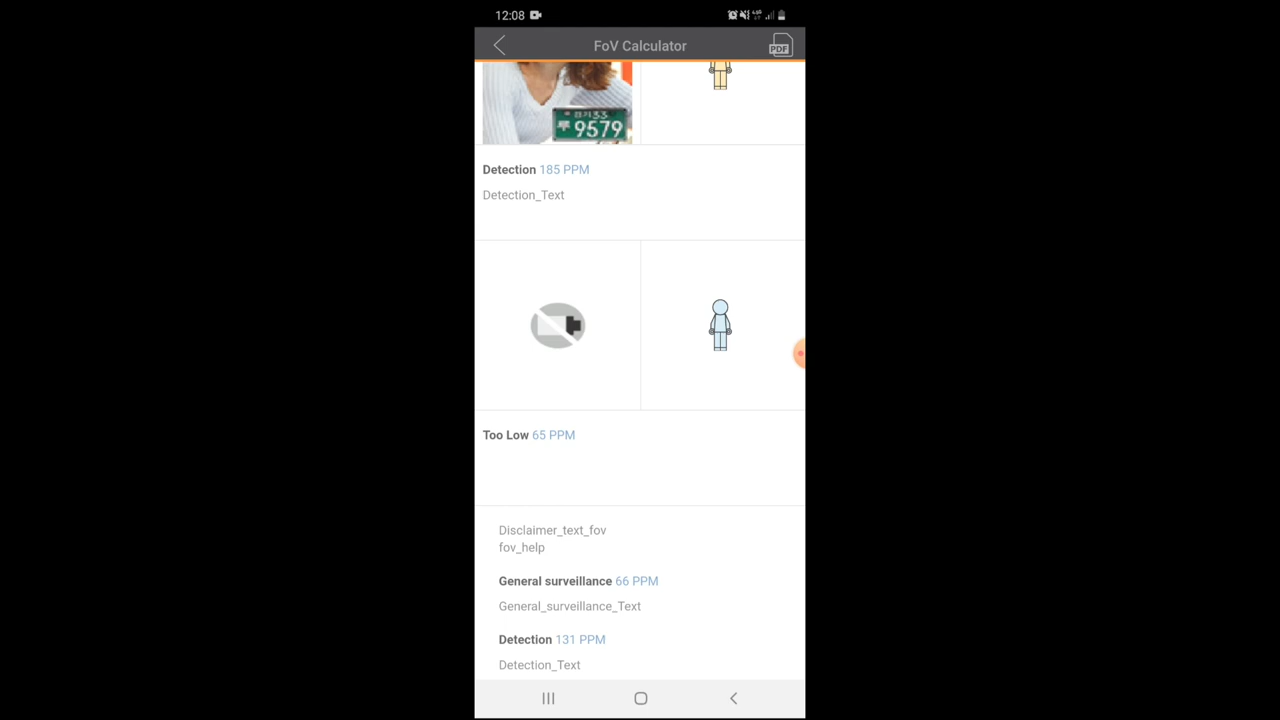 12:08
FoV Calculator
PDF
9579
Detection 185 PPM
Detection_Text
Too Low 65 PPM
Disclaimer_text_fov
fov_help
General surveillance 66 PPM
General_surveillance_Text
Detection 131 PPM
Detection_Text